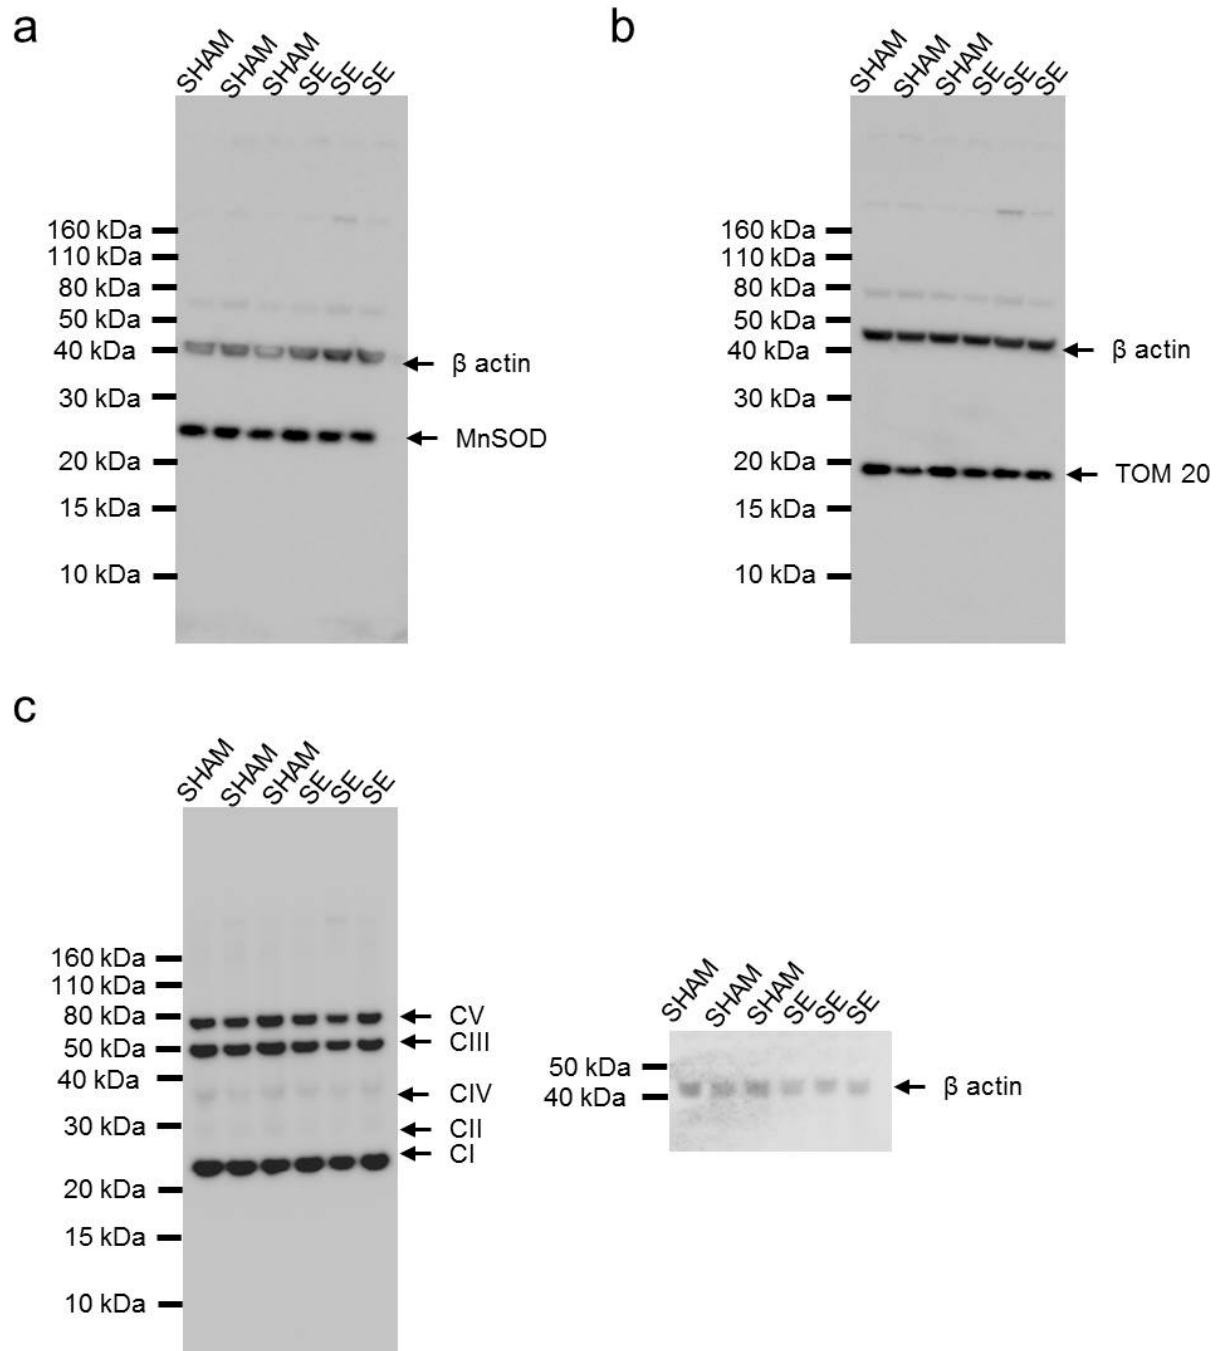 a
SHAM SHAM SHAM SE SE SE
160 kDa
110 kDa
80 kDa
50 kDa
40 kDa
β actin
30 kDa
MnSOD
20 kDa
15 kDa
10 kDa
b
SHAM SHAM SHAM SE SE SE
160 kDa
110 kDa
80 kDa
50 kDa
40 kDa
β actin
30 kDa
20 kDa
TOM 20
15 kDa
10 kDa
c
SHAM SHAM SHAM SE SE SE
160 kDa
110 kDa
80 kDa
CV
50 kDa
CIII
40 kDa
CIV
30 kDa
CII
CI
20 kDa
15 kDa
10 kDa
SHAM SHAM SHAM SE SE SE
50 kDa
40 kDa
β actin